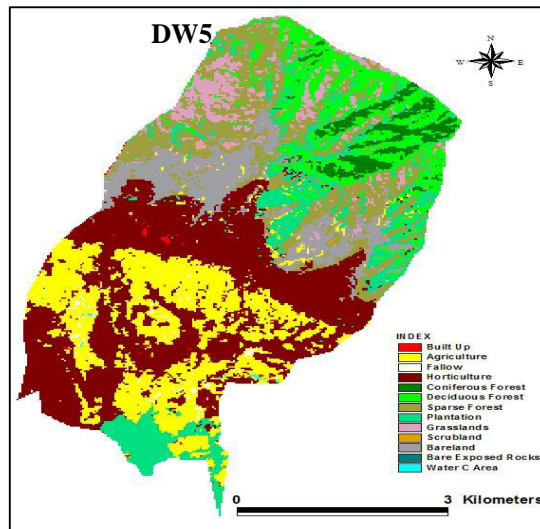 DW5
N
W E
S
INDEX
Built Up
Agriculture
Fallow
Horticulture
Coniferous Forest
Deciduous Forest
Sparse Forest
Plantation
Grasslands
Scrubland
Bareland
Bare Exposed Rocks
Water C Area
0 3 Kilometers